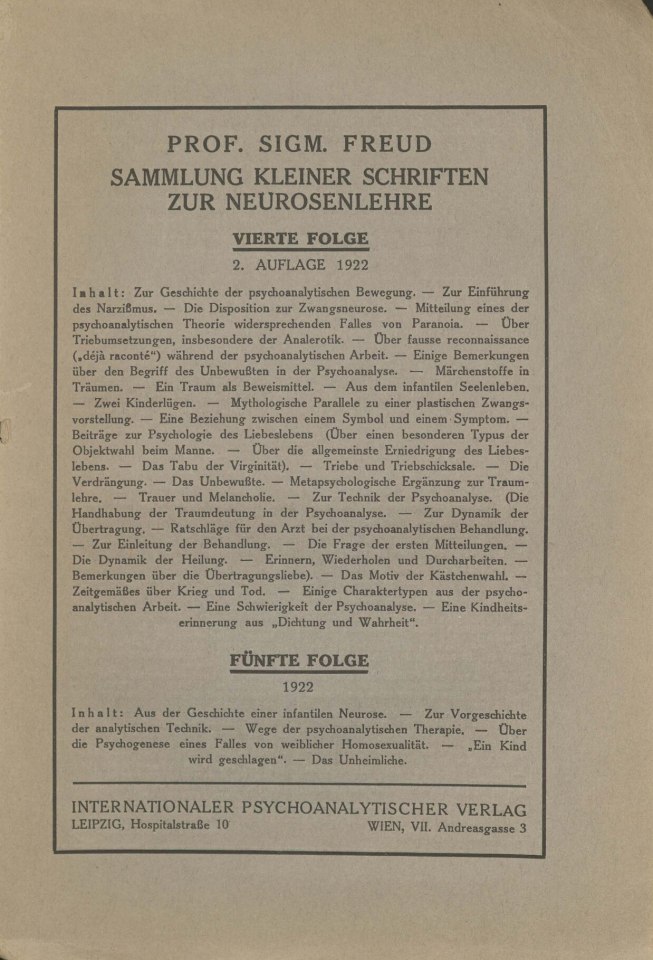 PROF. SIGM. FREUD
SAMMLUNG KLEINER SCHRIFTEN
ZUR NEUROSENLEHRE
VIERTE FOLGE
2. AUFLAGE 1922
Inhalt: Zur Geschichte der psychoanalytischen Bewegung. — Zur Einführung
des Narzißmus. — Die Disposition zur Zwangsneurose. — Mitteilung eines der
psychoanalytischen Theorie widersprechenden Falles von Paranoia. — Über
Triebumsetzungen, insbesondere der Analerotik. — Über fausse reconnaissance
(„déjà raconté“) während der psychoanalytischen Arbeit. — Einige Bemerkungen
über den Begriff des Unbewußten in der Psychoanalyse. — Märchenstoffe in
Träumen. — Ein Traum als Beweismittel. — Aus dem infantilen Seelenleben.
— Zwei Kinderlügen. — Mythologische Parallele zu einer plastischen Zwangs-
vorstellung. — Eine Beziehung zwischen einem Symbol und einem Symptom. —
Beiträge zur Psychologie des Liebeslebens (Über einen besonderen Typus der
Objektwahl beim Manne. — Über die allgemeinste Erniedrigung des Liebes-
lebens. — Das Tabu der Virginität). — Triebe und Triebschicksale. — Die
Verdrängung. — Das Unbewußte. — Metapsychologische Ergänzung zur Traum-
lehre. — Trauer und Melancholie. — Zur Technik der Psychoanalyse. (Die
Handhabung der Traumdeutung in der Psychoanalyse. — Zur Dynamik der
Übertragung. — Ratschläge für den Arzt bei der psychoanalytischen Behandlung.
— Zur Einleitung der Behandlung. — Die Frage der ersten Mitteilungen. —
Die Dynamik der Heilung. — Erinnern, Wiederholen und Durcharbeiten. —
Bemerkungen über die Übertragungsliebe). — Das Motiv der Kästchenwahl. —
Zeitgemäßes über Krieg und Tod. — Einige Charaktertypen aus der psycho-
analytischen Arbeit. — Eine Schwierigkeit der Psychoanalyse. — Eine Kindheits-
erinnerung aus „Dichtung und Wahrheit“.
FÜNFTE FOLGE
1922
Inhalt: Aus der Geschichte einer infantilen Neurose. — Zur Vorgeschichte
der analytischen Technik. — Wege der psychoanalytischen Therapie. — Über
die Psychogenese eines Falles von weiblicher Homosexualität. — „Ein Kind
wird geschlagen“. — Das Unheimliche.
INTERNATIONALER PSYCHOANALYTISCHER VERLAG
LEIPZIG, Hospitalstraße 10 WIEN, VII. Andreasgasse 3